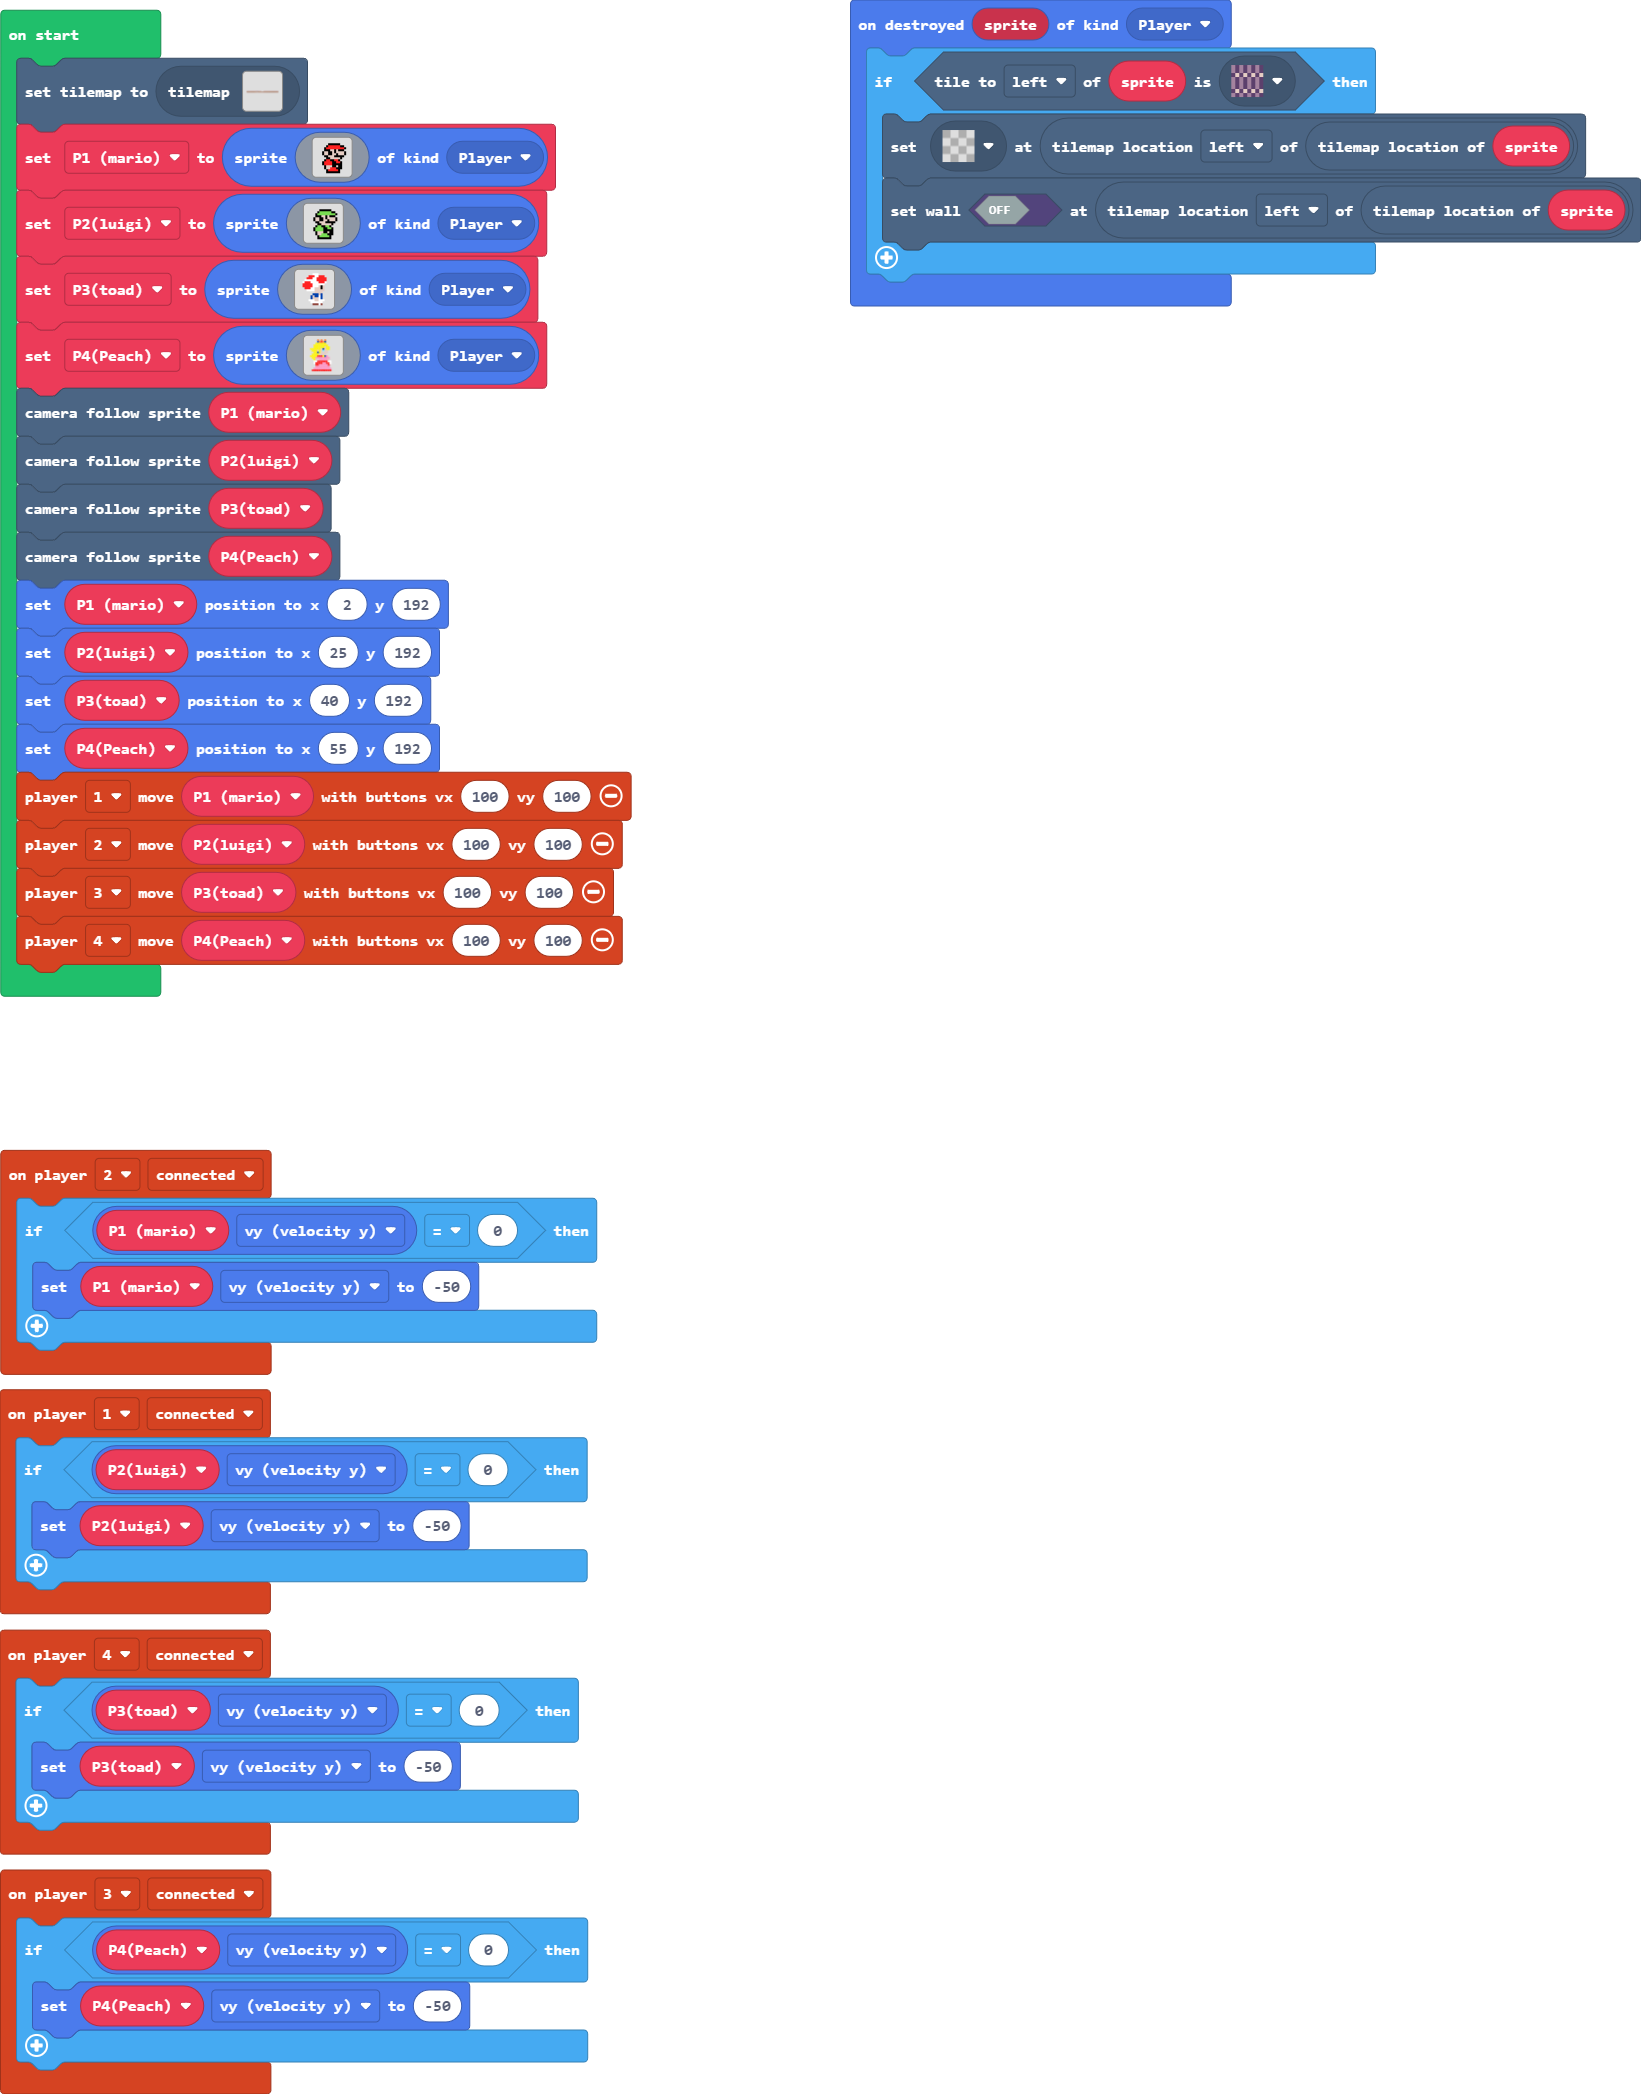 on start
set tilemap to tilemap
set P1 (mario) to sprite of kind Player
set P2(luigi) to sprite of kind Player
set P3(toad) to sprite of kind Player
set P4(Peach) to sprite of kind Player
camera follow sprite P1 (mario)
camera follow sprite P2(luigi)
camera follow sprite P3(toad)
camera follow sprite P4(Peach)
set P1 (mario) position to x 2 y 192
set P2(luigi) position to x 25 y 192
set P3(toad) position to x 40 y 192
set P4(Peach) position to x 55 y 192
player 1 move P1 (mario) with buttons vx 100 vy 100
player 2 move P2(luigi) with buttons vx 100 vy 100
player 3 move P3(toad) with buttons vx 100 vy 100
player 4 move P4(Peach) with buttons vx 100 vy 100
on destroyed sprite of kind Player
if tile to left of sprite is then
set at tilemap location left of tilemap location of sprite
set wall OFF at tilemap location left of tilemap location of sprite
on player 2 connected
if P1 (mario) vy (velocity y) = 0 then
set P1 (mario) vy (velocity y) to -50
on player 1 connected
if P2(luigi) vy (velocity y) = 0 then
set P2(luigi) vy (velocity y) to -50
on player 4 connected
if P3(toad) vy (velocity y) = 0 then
set P3(toad) vy (velocity y) to -50
on player 3 connected
if P4(Peach) vy (velocity y) = 0 then
set P4(Peach) vy (velocity y) to -50